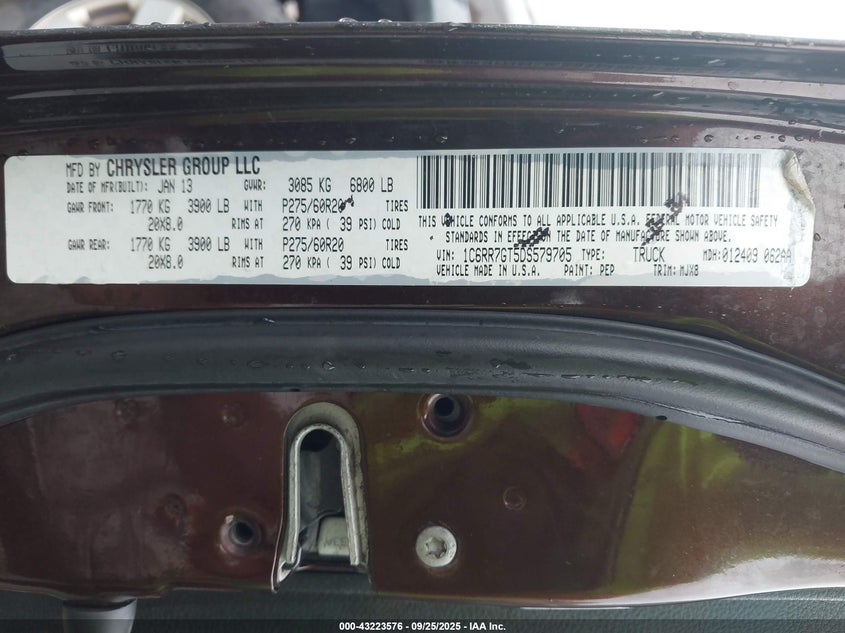 MFD BY CHRYSLER GROUP LLC
DATE OF MFR(BUILT): JAN 13 GVWR: 3085 KG 6800 LB
GAWR FRONT: 1770 KG 3900 LB WITH P275/60R20 TIRES
20X8.0 RIMS AT 270 KPA ( 39 PSI) COLD
GAWR REAR: 1770 KG 3900 LB WITH P275/60R20 TIRES
20X8.0 RIMS AT 270 KPA ( 39 PSI) COLD
THIS VEHICLE CONFORMS TO ALL APPLICABLE U.S.A. FEDERAL MOTOR VEHICLE SAFETY
STANDARDS IN EFFECT ON THE DATE OF MANUFACTURE SHOWN ABOVE.
VIN: 1C6RR7GT5DS579705 TYPE: TRUCK MDH:012409 062AA
VEHICLE MADE IN PAINT: PEP TRIM: MJX8
000-43223576 - 09/25/2025 - IAA Inc.